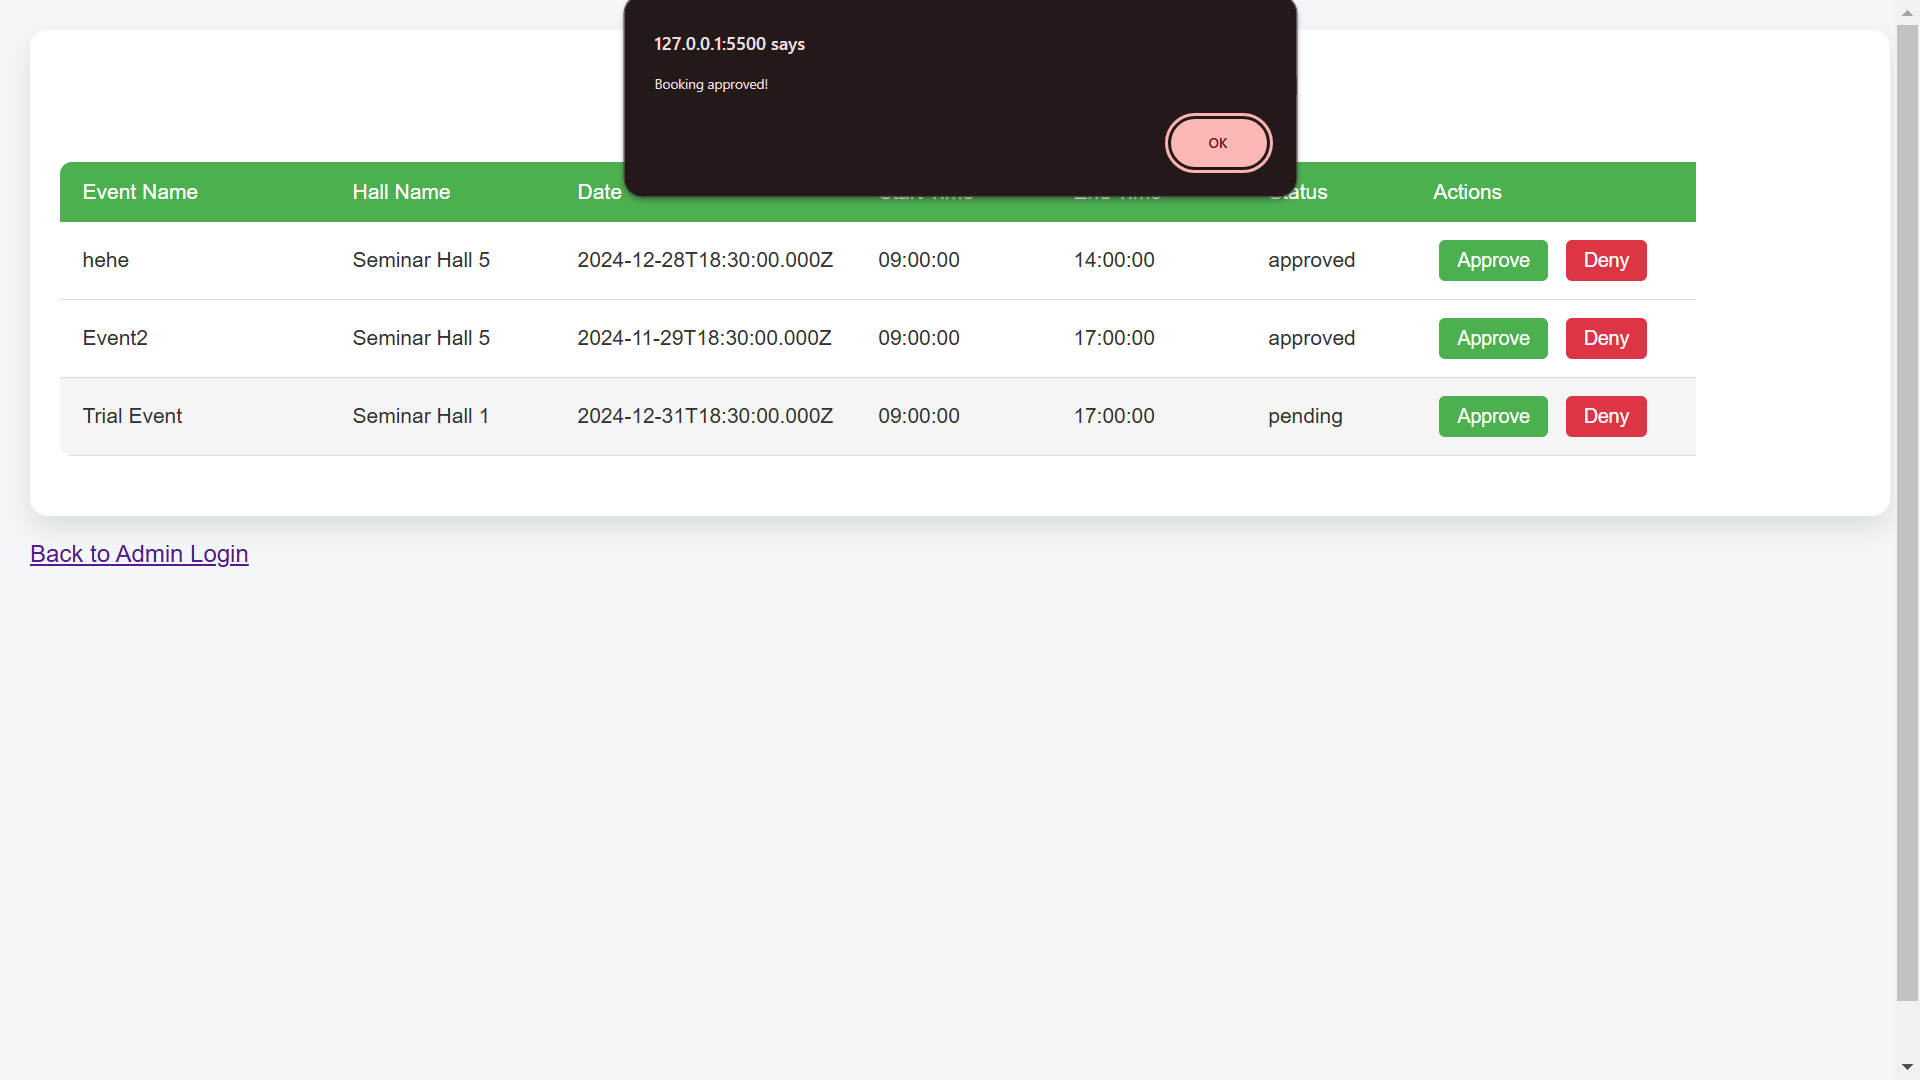 127.0.0.1:5500 says
Booking approved!
OK
Event Name Hall Name Date Actions
hehe Seminar Hall 5 2024-12-28T18:30:00.000Z 09:00:00 14:00:00 approved Approve Deny
Event2 Seminar Hall 5 2024-11-29T18:30:00.000Z 09:00:00 17:00:00 approved Approve Deny
Trial Event Seminar Hall 1 2024-12-31T18:30:00.000Z 09:00:00 17:00:00 pending Approve Deny
Back to Admin Login